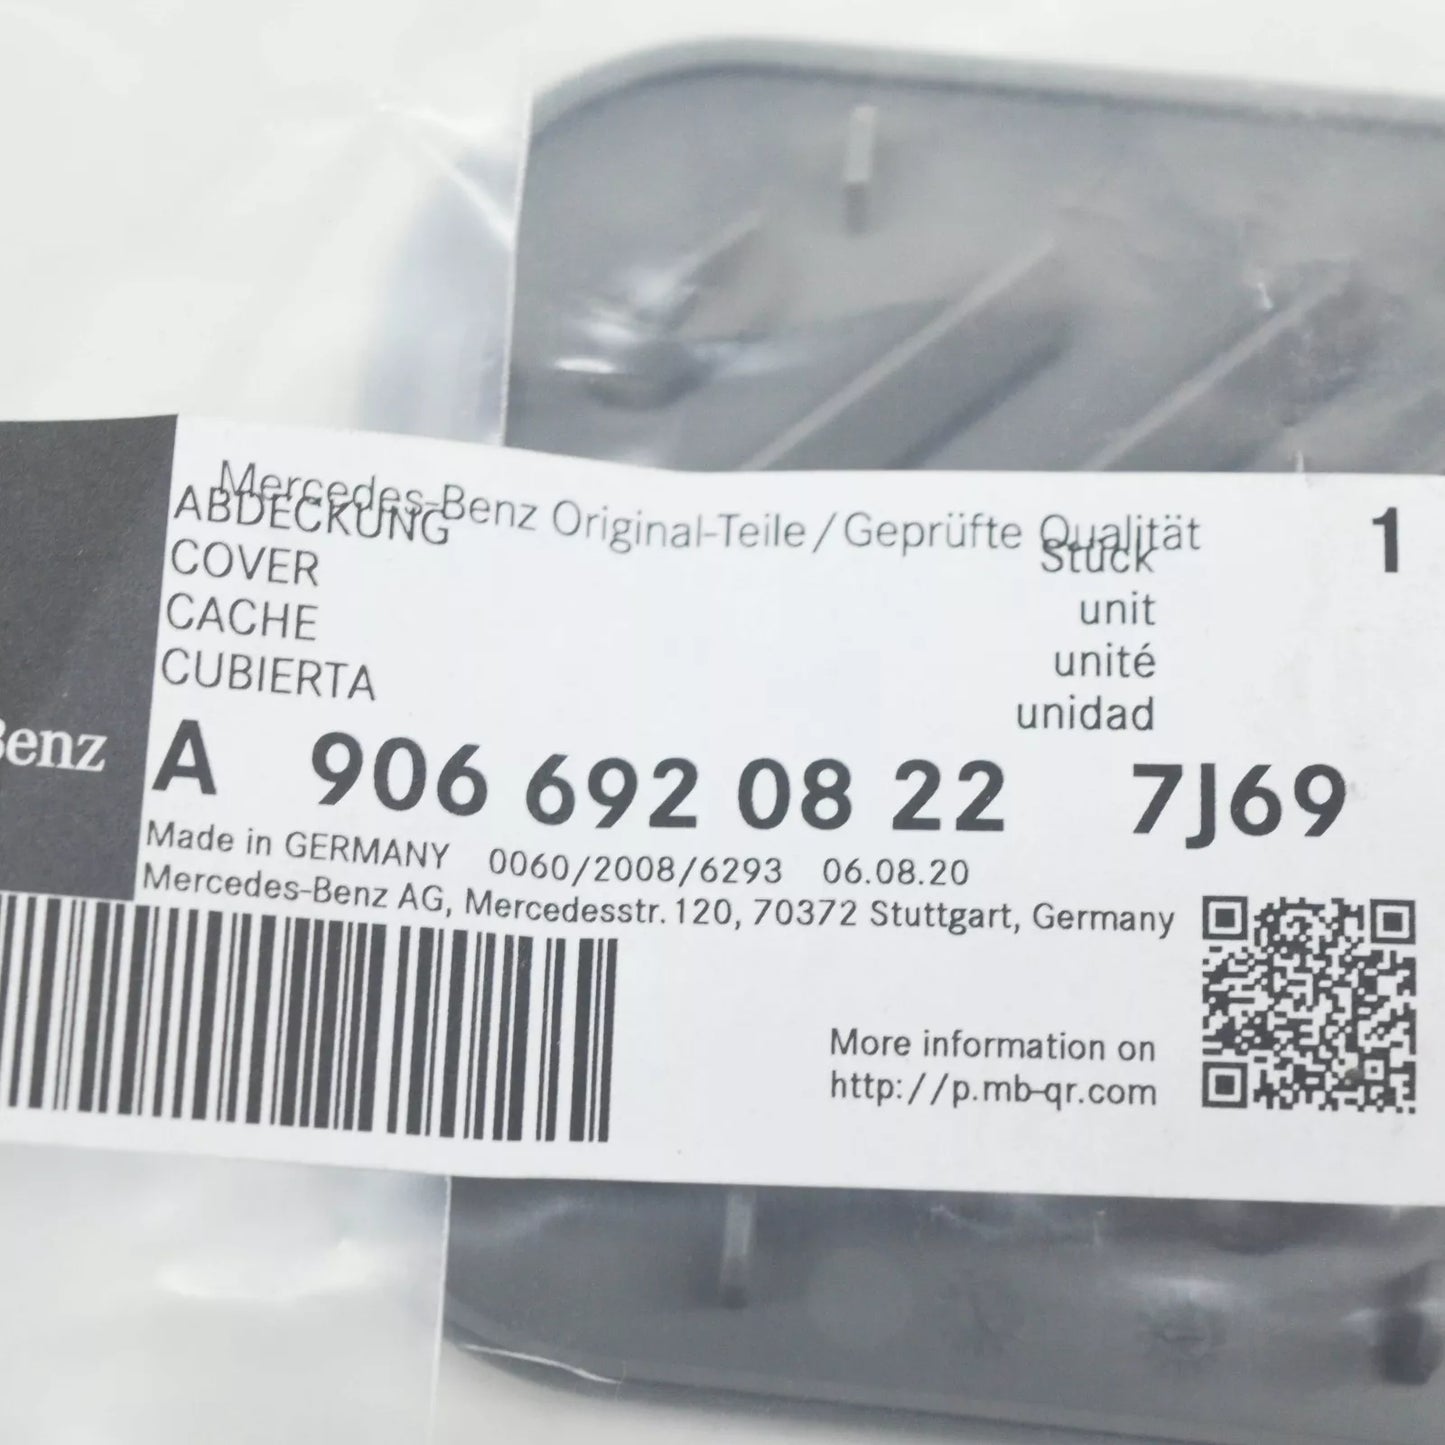 Mercedes-Benz Original-Teile / Geprüfte Qualität
ABDECKUNG Stück 1
COVER unit
CACHE unité
CUBIERTA unidad
Benz
A 906 692 08 22 7J69
Made in GERMANY 0060/2008/6293 06.08.20
Mercedes-Benz AG, Mercedesstr. 120, 70372 Stuttgart, Germany
More information on
http://p.mb-qr.com